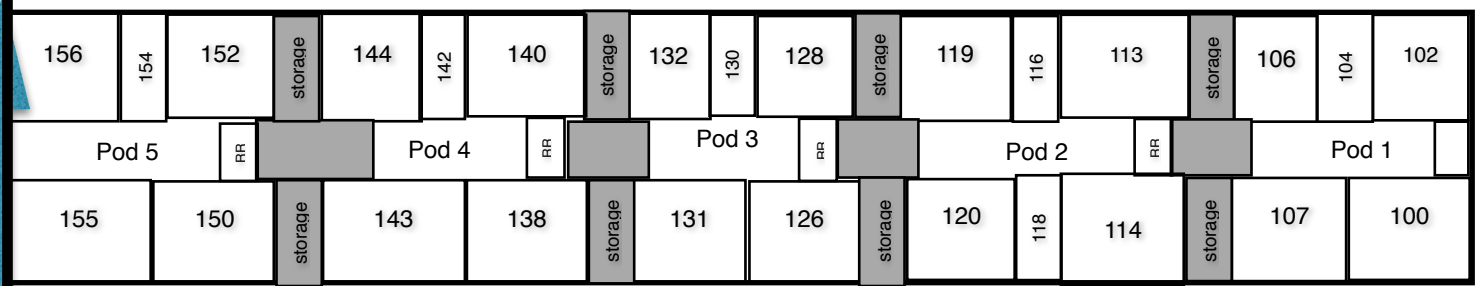 156 154 152 storage 144 142 140 storage 132 130 128 storage 119 116 113 storage 106 104 102
Pod 5 RR Pod 4 RR Pod 3 RR Pod 2 RR Pod 1
155 150 storage 143 138 storage 131 126 storage 120 118 114 storage 107 100